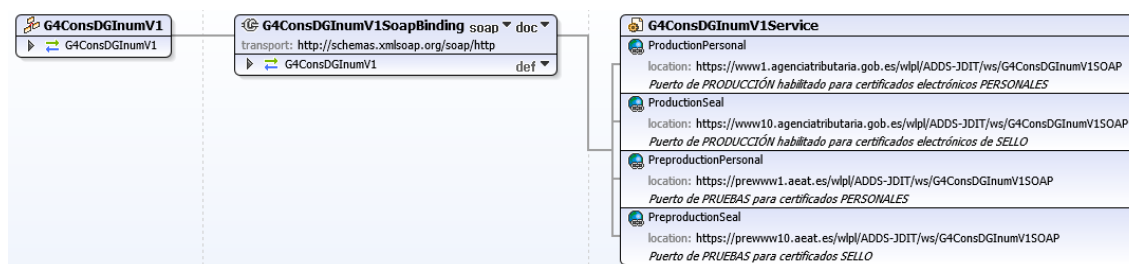 G4ConsDGInumV1
G4ConsDGInumV1
G4ConsDGInumV1SoapBinding soap doc
transport: http://schemas.xmlsoap.org/soap/http
G4ConsDGInumV1 def
G4ConsDGInumV1Service
ProductionPersonal
location: https://www1.agenciatributaria.gob.es/wlpl/ADDS-JDIT/ws/G4ConsDGInumV1SOAP
Puerto de PRODUCCIÓN habilitado para certificados electrónicos PERSONALES
ProductionSeal
location: https://www10.agenciatributaria.gob.es/wlpl/ADDS-JDIT/ws/G4ConsDGInumV1SOAP
Puerto de PRODUCCIÓN habilitado para certificados electrónicos de SELLO
PreproductionPersonal
location: https://prewww1.aeat.es/wlpl/ADDS-JDIT/ws/G4ConsDGInumV1SOAP
Puerto de PRUEBAS para certificados PERSONALES
PreproductionSeal
location: https://prewww10.aeat.es/wlpl/ADDS-JDIT/ws/G4ConsDGInumV1SOAP
Puerto de PRUEBAS para certificados SELLO